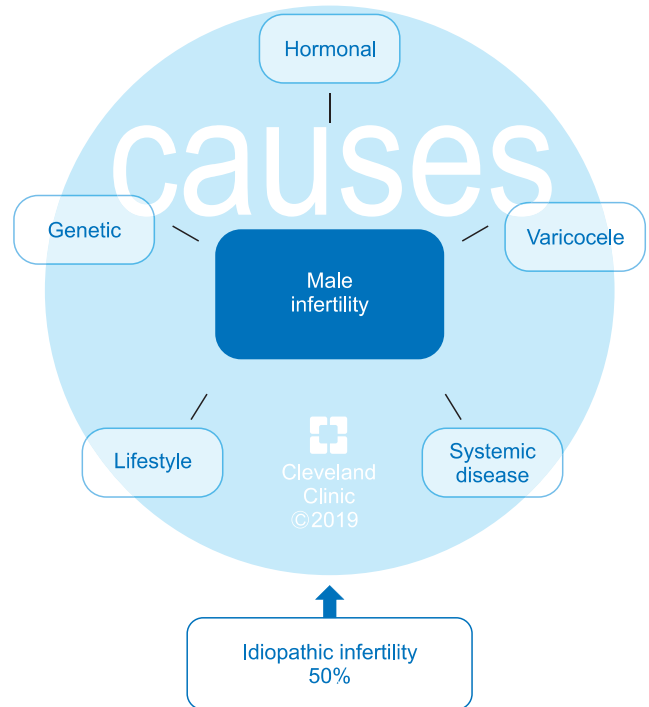 Hormonal
causes
Genetic
Varicocele
Male
infertility
Lifestyle
Systemic
disease
Cleveland
Clinic
©2019
Idiopathic infertility
50%